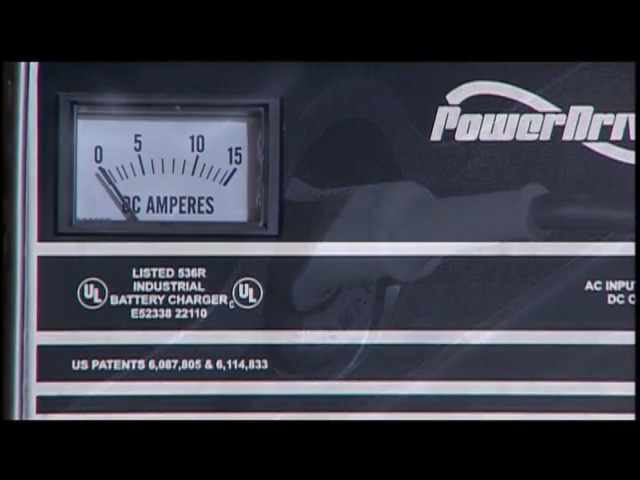 PowerDri
0 5 10 15
DC AMPERES
UL
LISTED 536R
INDUSTRIAL
BATTERY CHARGER
E52338 22110
c UL
AC INPU
DC
US PATENTS 6,087,805 & 6,114,833